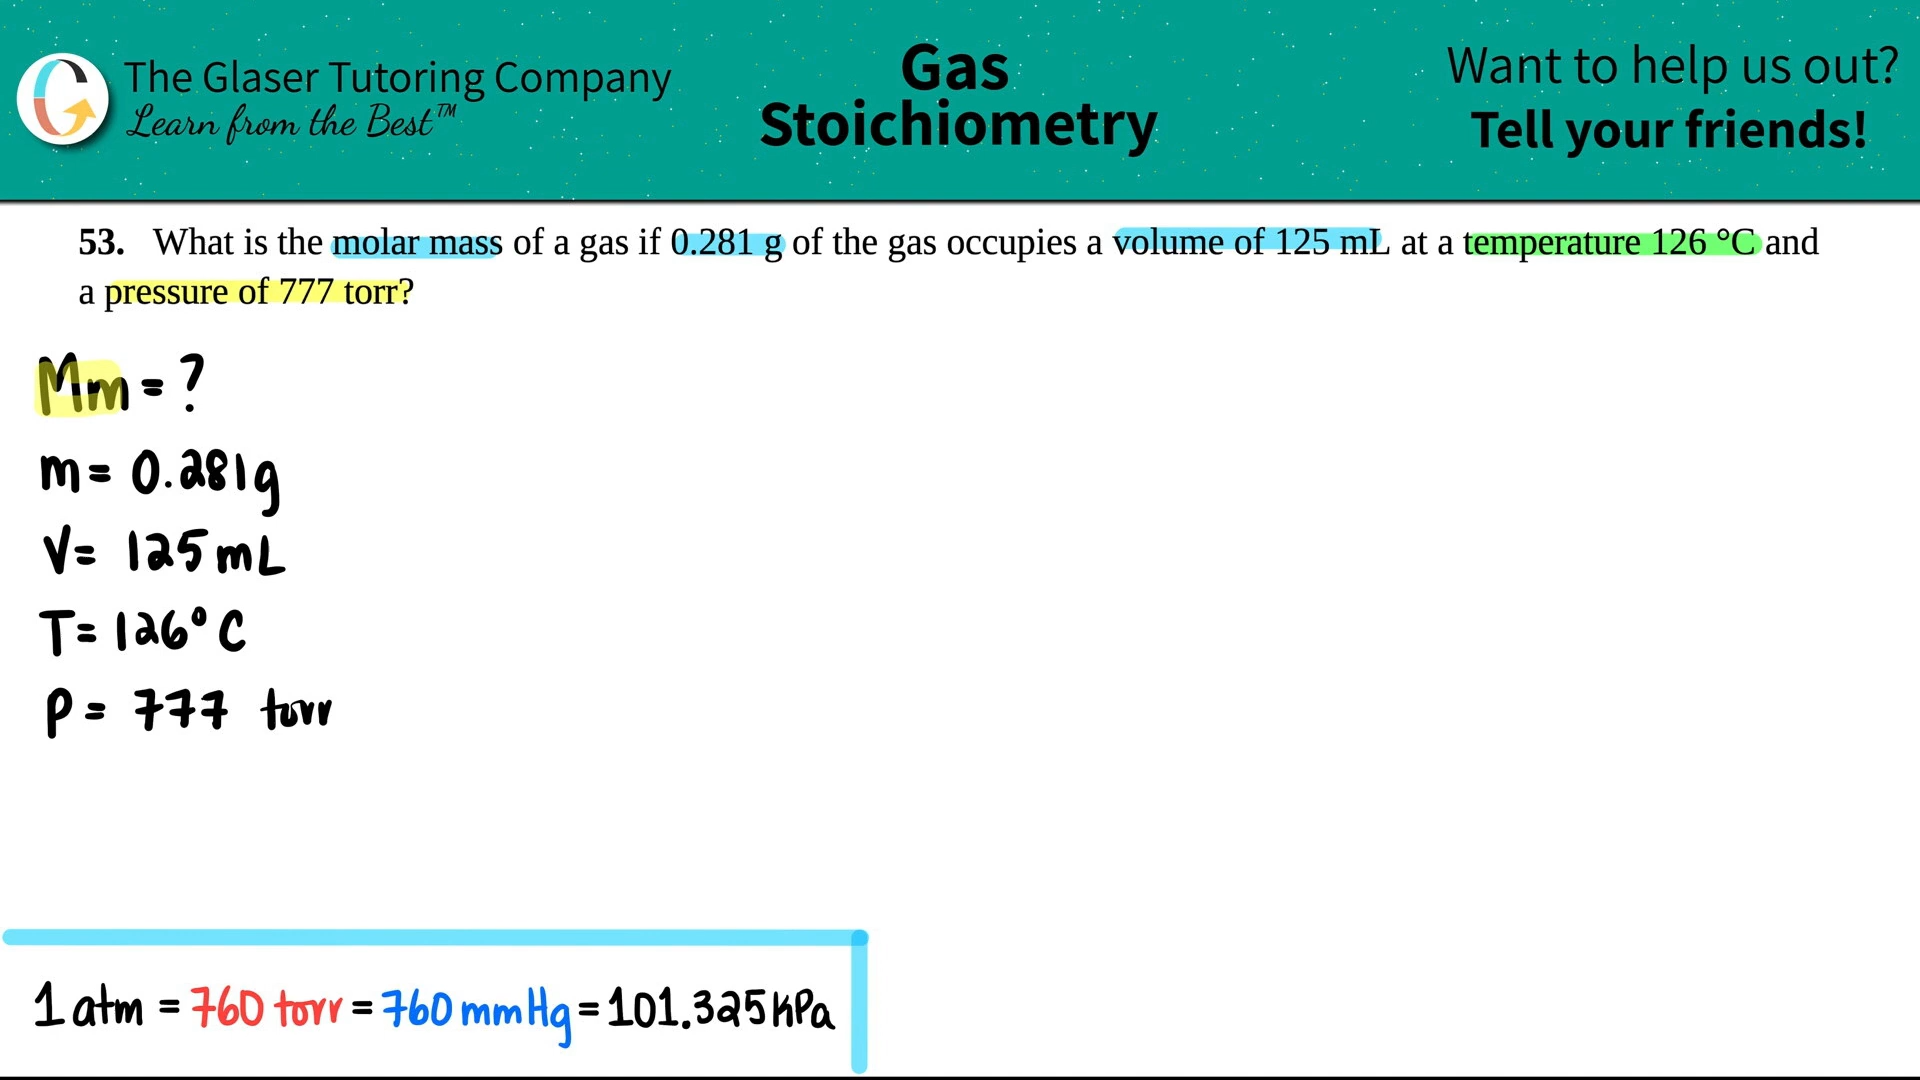 The Glaser Tutoring Company
Learn from the Best™
Gas
Stoichiometry
Want to help us out?
Tell your friends!
53. What is the molar mass of a gas if 0.281 g of the gas occupies a volume of 125 mL at a temperature 126 °C and
a pressure of 777 torr?
Mm = ?
m = 0.281g
V = 125 mL
T = 126° C
P = 777 torr
1 atm = 760 torr = 760 mmHg = 101.325 kPa